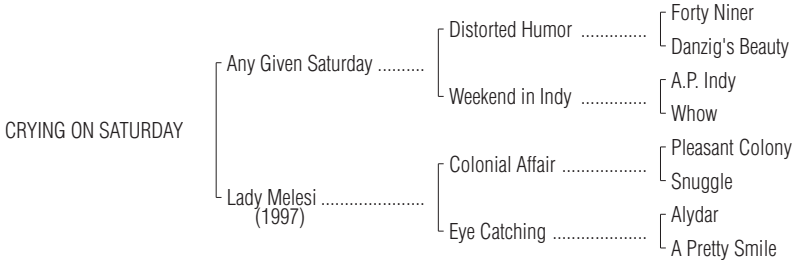 Forty Niner
Distorted Humor ..............
Danzig's Beauty
Any Given Saturday ..........
A.P. Indy
Weekend in Indy ..............
Whow
CRYING ON SATURDAY
Pleasant Colony
Colonial Affair ..................
Snuggle
Lady Melesi ......................
(1997)
Alydar
Eye Catching ....................
A Pretty Smile